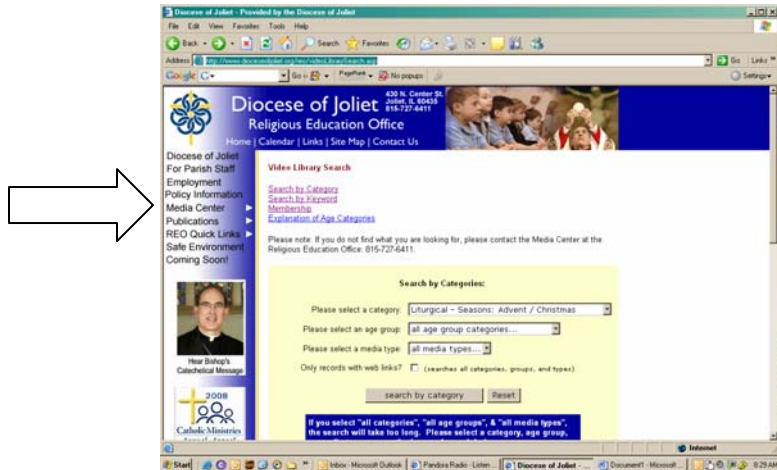 Diocese of Joliet - Provided by the Diocese of Joliet
File Edit View Favorites Tools Help
Back Search Favorites
Address Go Links
Google Go PageRank No popups Settings
Diocese of Joliet
430 N. Center St.
Joliet, IL 60435
815-727-6411
Religious Education Office
Home | Calendar | Links | Site Map | Contact Us
Diocese of Joliet
For Parish Staff
Employment
Policy Information
Media Center
Publications
REO Quick Links
Safe Environment
Coming Soon!
Hear Bishop's
Catechetical Message
2008
Catholic Ministries
Video Library Search
Search by Category
Search by Keyword
Membership
Explanation of Age Categories
Please note: If you do not find what you are looking for, please contact the Media Center at the
Religious Education Office: 815-727-6411.
Search by Categories:
Please select a category: Liturgical - Seasons: Advent / Christmas
Please select an age group: all age group categories...
Please select a media type: all media types...
Only records with web links? (searches all categories, groups, and types)
search by category Reset
If you select "all categories", "all age groups", & "all media types",
the search will take too long. Please select a category, age group,
Internet
Start Inbox - Microsoft Outlook Pandora Radio - Listen ... Diocese of Joliet - ... Document1 - Microsoft ... 8:29 AM